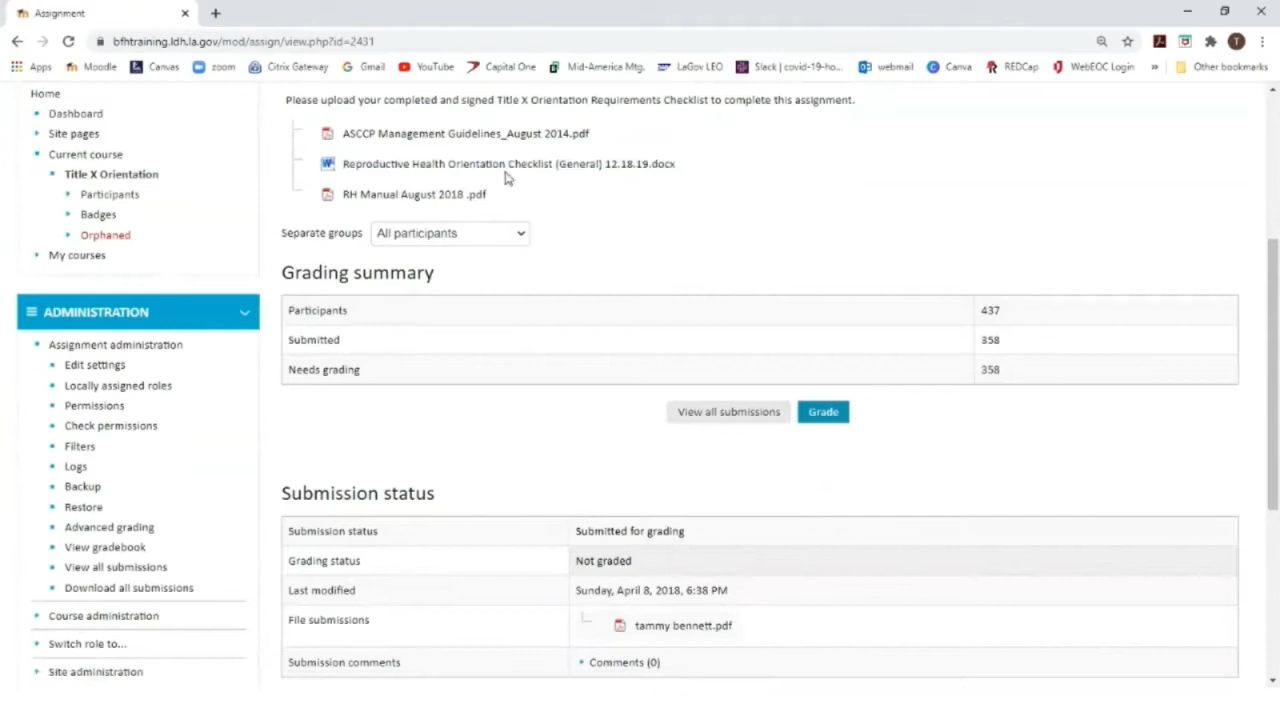 Assignment
bfhtraining.ldh.la.gov/mod/assign/view.php?id=2431
T
Apps Moodle Canvas zoom Citrix Gateway Gmail YouTube Capital One Mid-America Mtg. LaGov LEO Slack | covid-19-ho... webmail Canva REDCap WebEOC Login » Other bookmarks
Home
Dashboard
Site pages
Current course
Title X Orientation
Participants
Badges
Orphaned
My courses
ADMINISTRATION
Assignment administration
Edit settings
Locally assigned roles
Permissions
Check permissions
Filters
Logs
Backup
Restore
Advanced grading
View gradebook
View all submissions
Download all submissions
Course administration
Switch role to...
Site administration
Please upload your completed and signed Title X Orientation Requirements Checklist to complete this assignment.
ASCCP Management Guidelines_August 2014.pdf
Reproductive Health Orientation Checklist (General) 12.18.19.docx
RH Manual August 2018 .pdf
Separate groups All participants
Grading summary
Participants 437
Submitted 358
Needs grading 358
View all submissions Grade
Submission status
Submission status Submitted for grading
Grading status Not graded
Last modified Sunday, April 8, 2018, 6:38 PM
File submissions tammy bennett.pdf
Submission comments Comments (0)